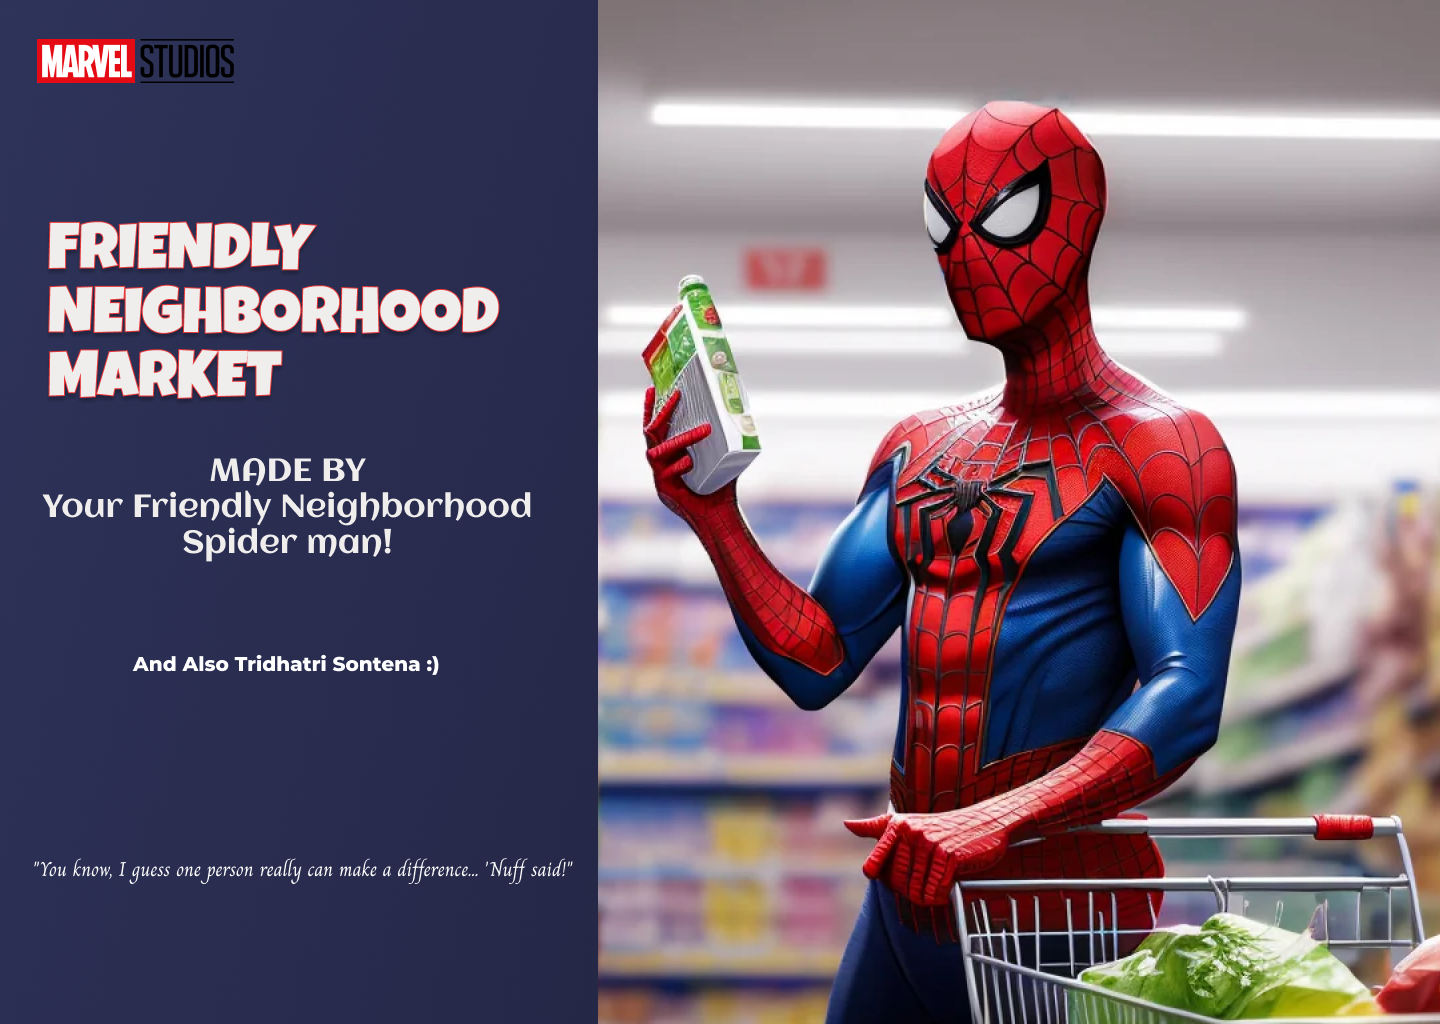 MARVEL STUDIOS
FRIENDLY
NEIGHBORHOOD
MARKET
MADE BY
Your Friendly Neighborhood
Spider man!
And Also Tridhatri Sontena :)
"You know, I guess one person really can make a difference... 'Nuff said!"